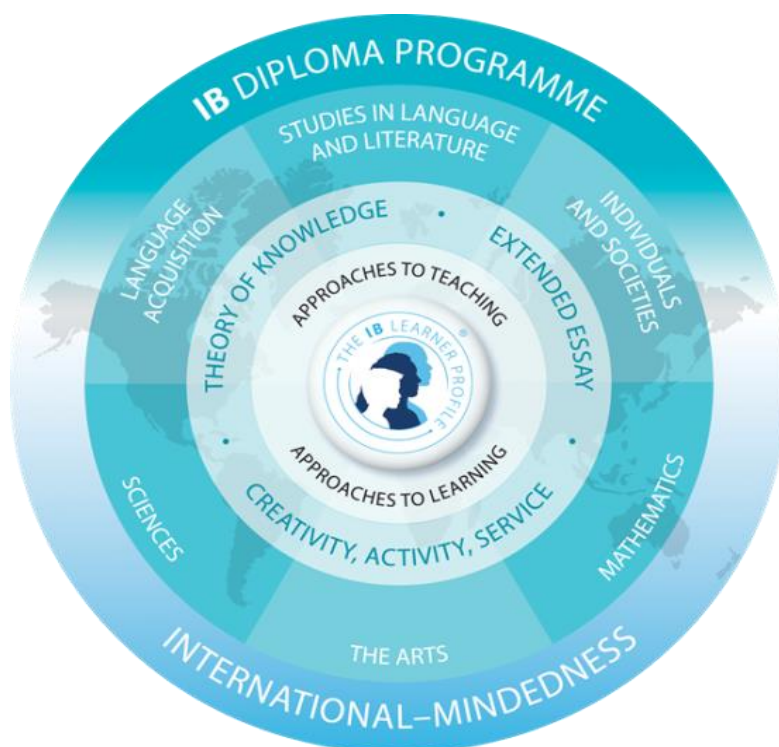 IB DIPLOMA PROGRAMME
STUDIES IN LANGUAGE
AND LITERATURE
LANGUAGE
ACQUISITION
INDIVIDUALS
AND SOCIETIES
THEORY OF KNOWLEDGE
•
EXTENDED ESSAY
APPROACHES TO TEACHING
THE IB LEARNER PROFILE ®
APPROACHES TO LEARNING
•
CREATIVITY, ACTIVITY, SERVICE
•
SCIENCES
MATHEMATICS
THE ARTS
INTERNATIONAL–MINDEDNESS